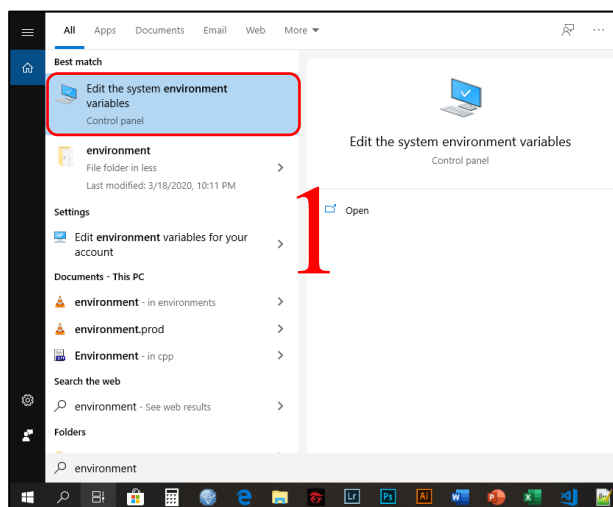 All Apps Documents Email Web More
Best match
Edit the system environment
variables
Control panel
environment
File folder in less
Last modified: 3/18/2020, 10:11 PM
Settings
Edit environment variables for your
account
Documents - This PC
environment - in environments
environment.prod
Environment - in cpp
Search the web
environment - See web results
Folders
environment
Edit the system environment variables
Control panel
Open
1
Lr Ps Ai